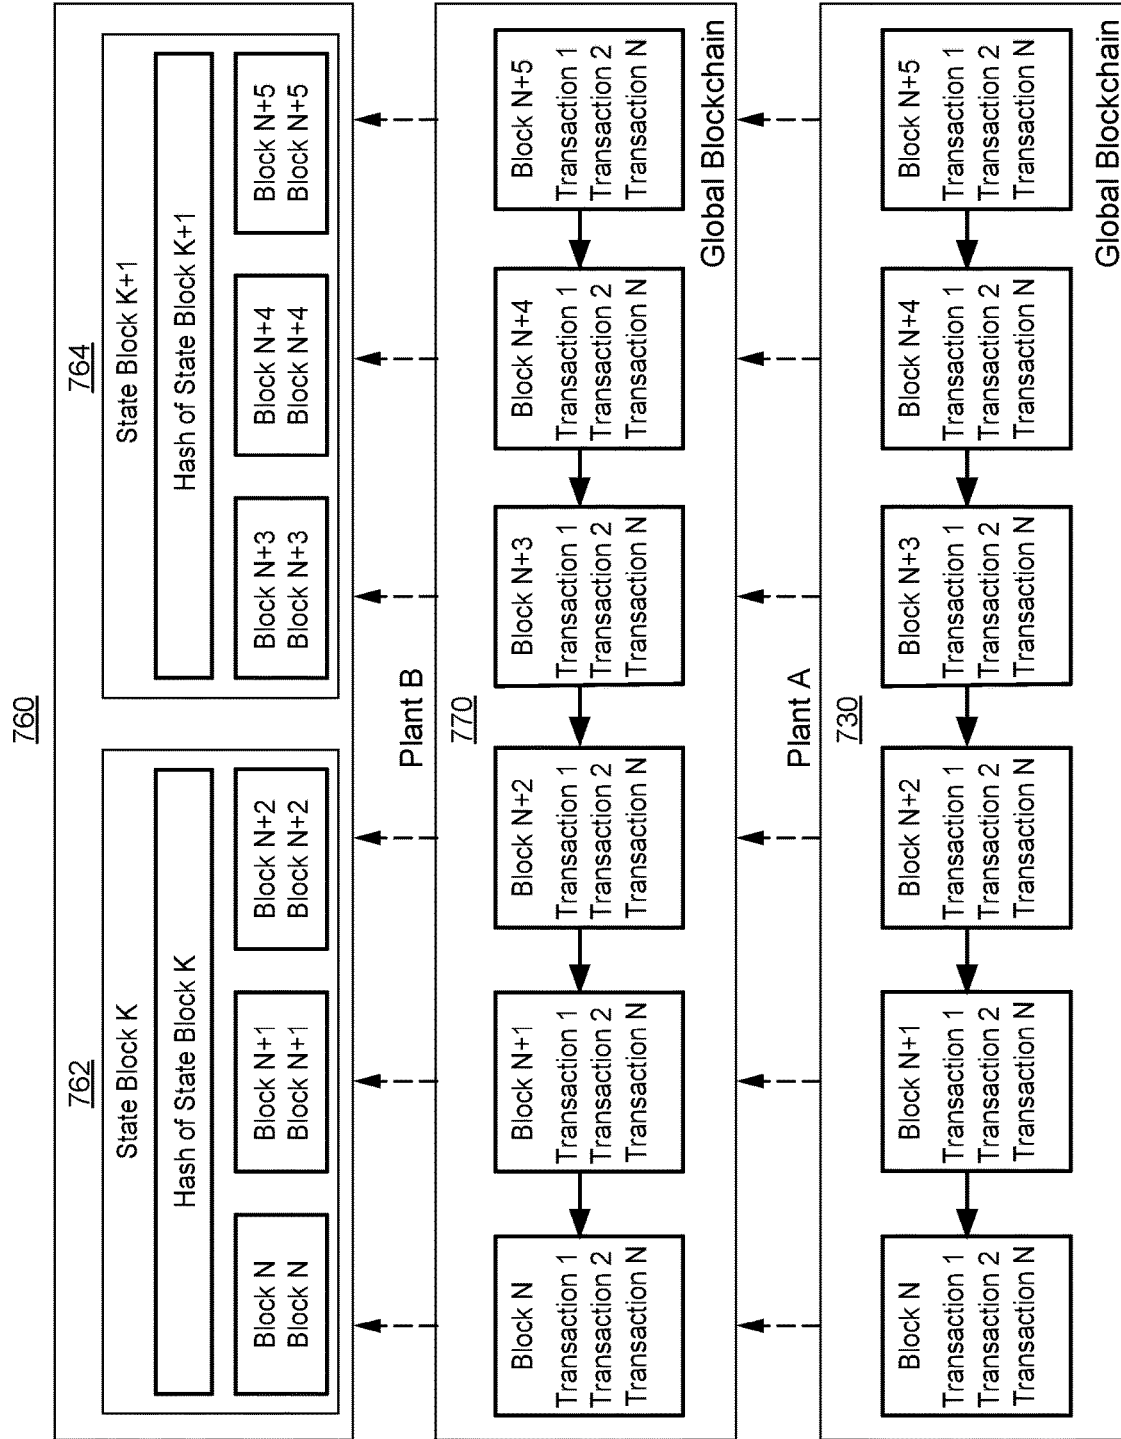 760
762
State Block K
Hash of State Block K
Block N
Block N
Block N+1
Block N+1
Block N+2
Block N+2
764
State Block K+1
Hash of State Block K+1
Block N+3
Block N+3
Block N+4
Block N+4
Block N+5
Block N+5
Plant B
770
Block N
Transaction 1
Transaction 2
Transaction N
Block N+1
Transaction 1
Transaction 2
Transaction N
Block N+2
Transaction 1
Transaction 2
Transaction N
Block N+3
Transaction 1
Transaction 2
Transaction N
Block N+4
Transaction 1
Transaction 2
Transaction N
Block N+5
Transaction 1
Transaction 2
Transaction N
Global Blockchain
Plant A
730
Block N
Transaction 1
Transaction 2
Transaction N
Block N+1
Transaction 1
Transaction 2
Transaction N
Block N+2
Transaction 1
Transaction 2
Transaction N
Block N+3
Transaction 1
Transaction 2
Transaction N
Block N+4
Transaction 1
Transaction 2
Transaction N
Block N+5
Transaction 1
Transaction 2
Transaction N
Global Blockchain